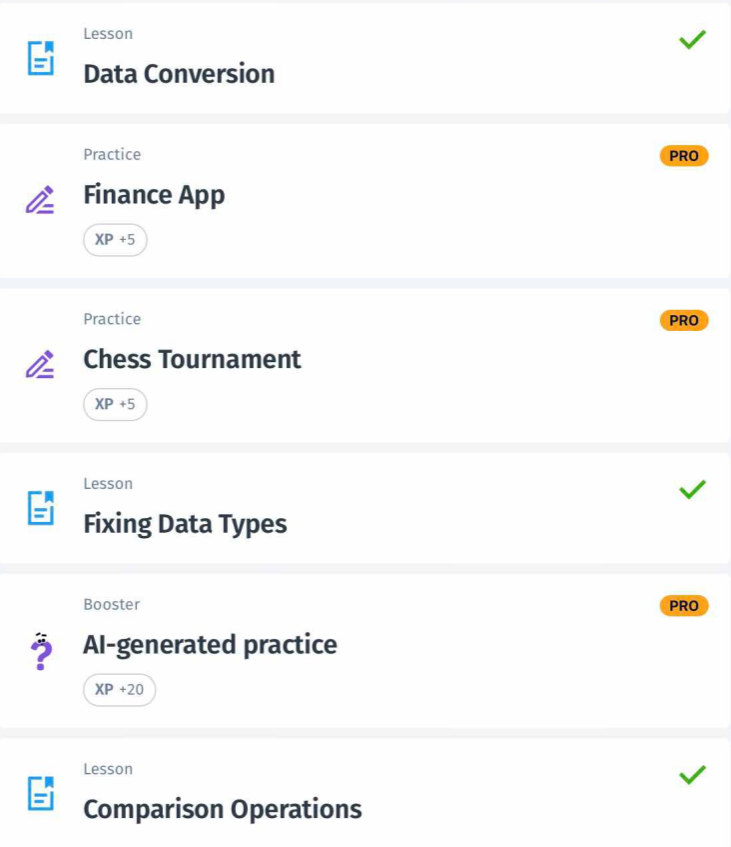 Lesson
Data Conversion
Practice
PRO
Finance App
XP +5
Practice
PRO
Chess Tournament
XP +5
Lesson
Fixing Data Types
Booster
PRO
AI-generated practice
XP +20
Lesson
Comparison Operations